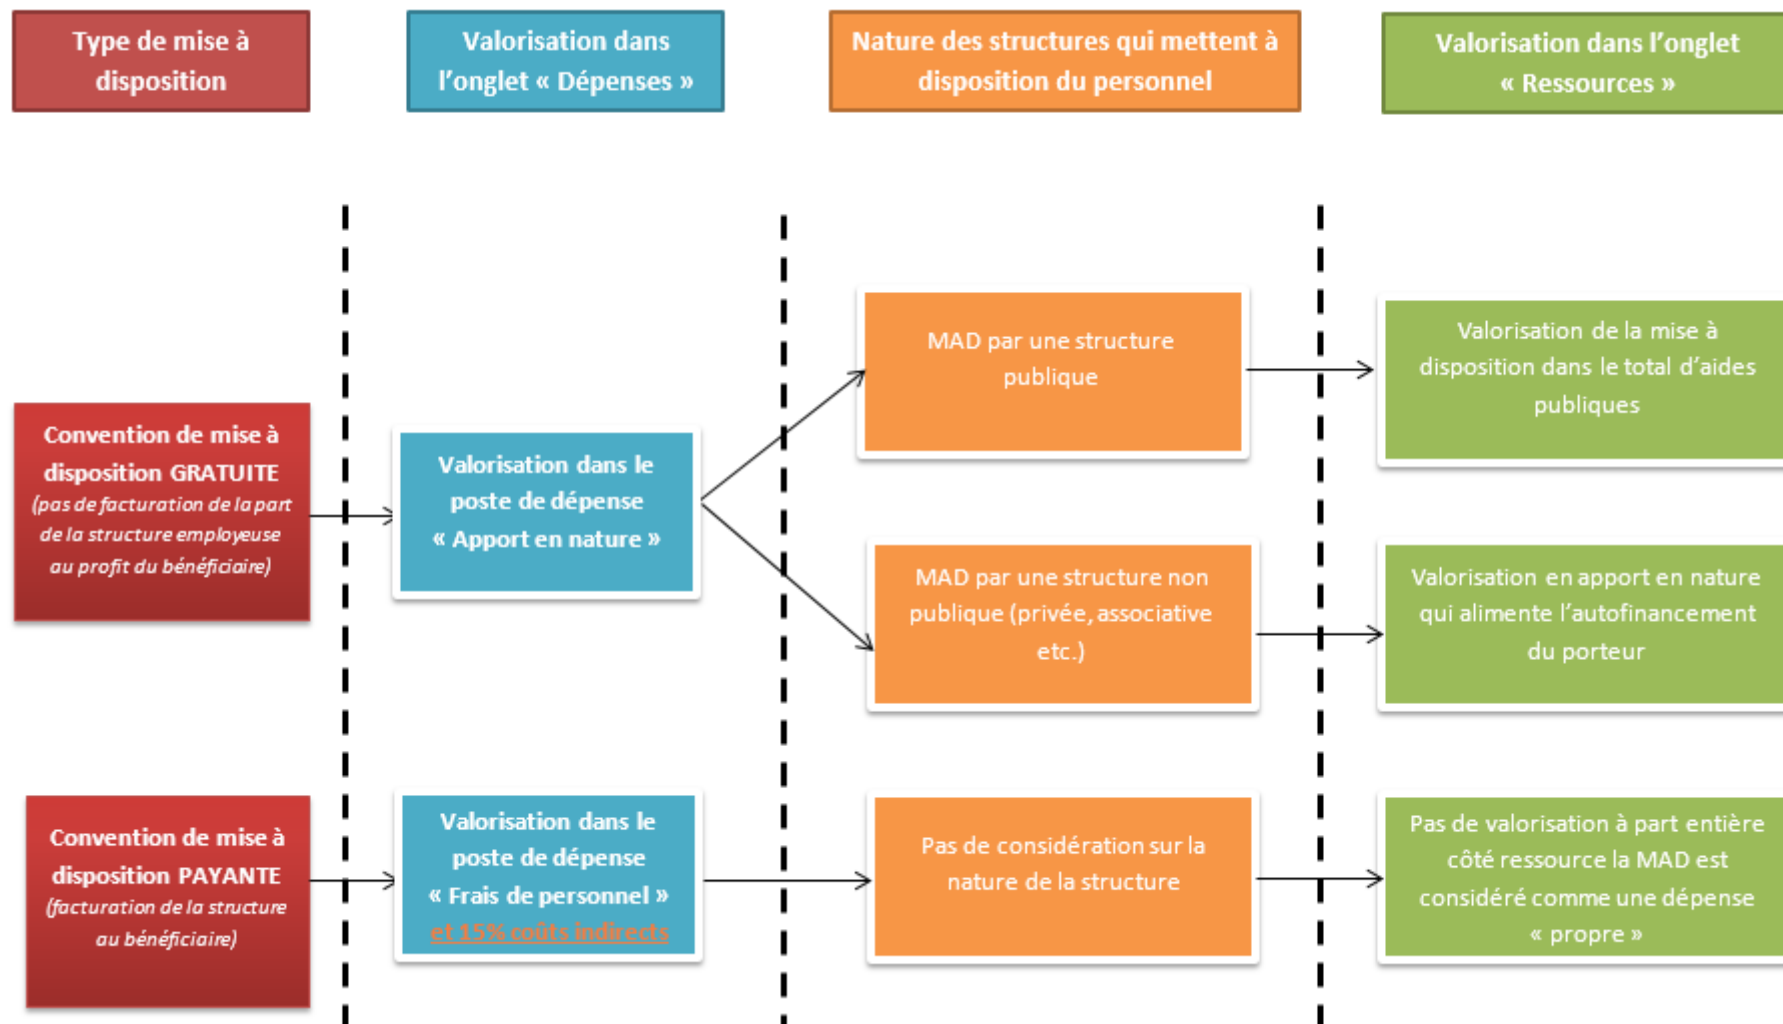 Type de mise à
disposition
Valorisation dans
l'onglet « Dépenses »
Nature des structures qui mettent à
disposition du personnel
Valorisation dans l'onglet
« Ressources »
Convention de mise à
disposition GRATUITE
(pas de facturation de la part
de la structure employeuse
au profit du bénéficiaire)
Valorisation dans le
poste de dépense
« Apport en nature »
MAD par une structure
publique
Valorisation de la mise à
disposition dans le total d'aides
publiques
MAD par une structure non
publique (privée, associative
etc.)
Valorisation en apport en nature
qui alimente l'autofinancement
du porteur
Convention de mise à
disposition PAYANTE
(facturation de la structure
au bénéficiaire)
Valorisation dans le
poste de dépense
« Frais de personnel »
et 15% coûts indirects
Pas de considération sur la
nature de la structure
Pas de valorisation à part entière
côté ressource la MAD est
considéré comme une dépense
« propre »